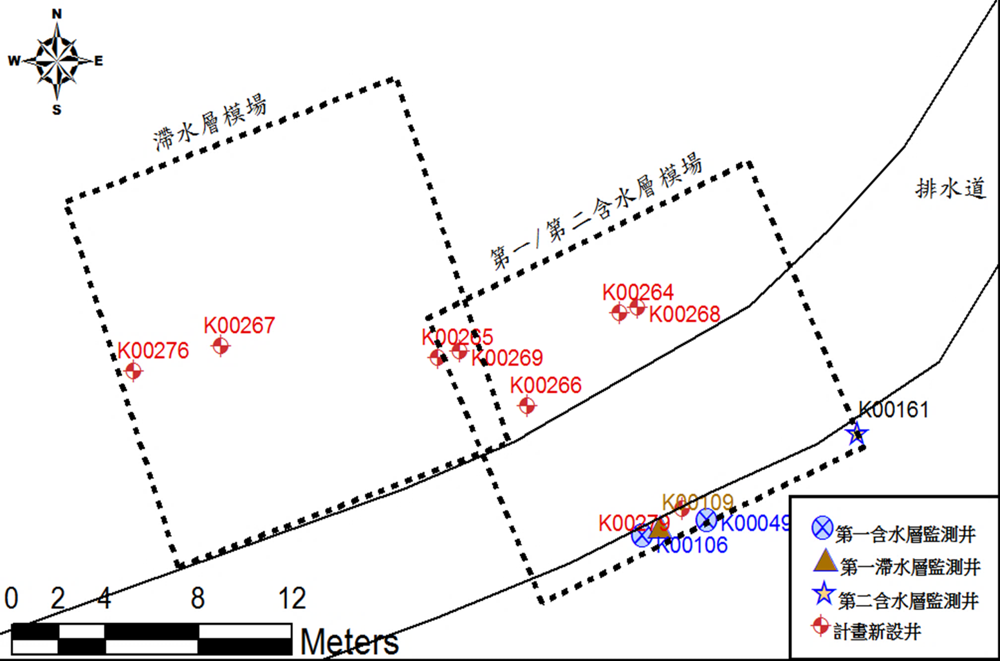 N
W
E
S
滯水層模場
第一/第二含水層模場
排水道
K00264
K00268
K00267
K00265
K00276
K00269
K00266
K00161
K00109
K00279
K00049
K00106
0 2 4 8 12
Meters
第一含水層監測井
第一滯水層監測井
第二含水層監測井
計畫新設井